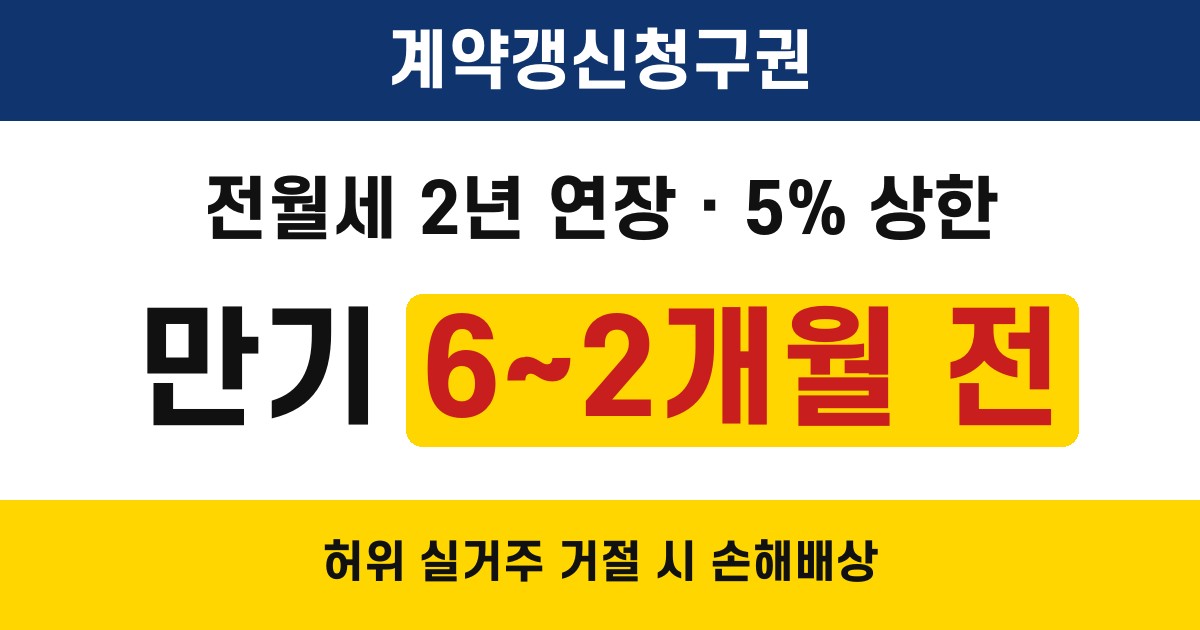 계약갱신청구권
전월세 2년 연장 · 5% 상한
만기 6~2개월 전
허위 실거주 거절 시 손해배상